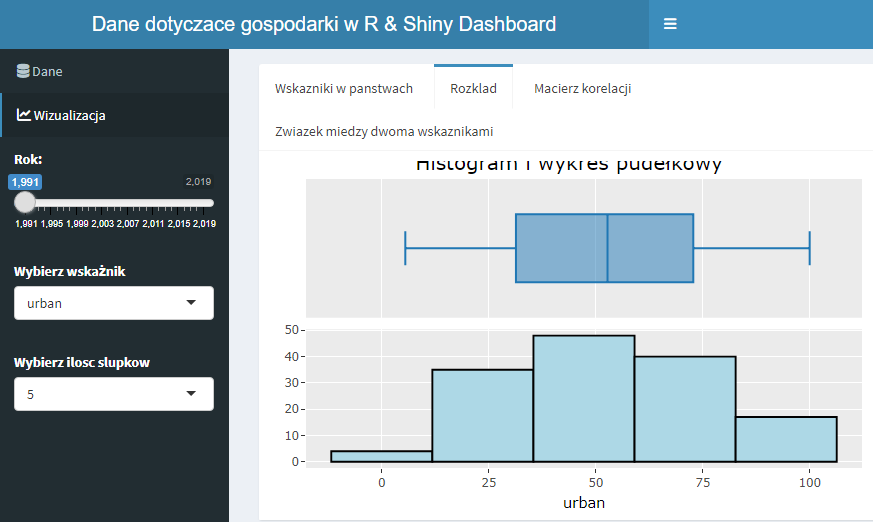 Dane dotyczace gospodarki w R & Shiny Dashboard
Dane
Wizualizacja
Rok:
1,991
2,019
1,991 1,995 1,999 2,003 2,007 2,011 2,015 2,019
Wybierz wskażnik
urban
Wybierz ilosc slupkow
5
Wskazniki w panstwach
Rozklad
Macierz korelacji
Zwiazek miedzy dwoma wskaznikami
Histogram i wykres pudełkowy
50
40
30
20
10
0
0 25 50 75 100
urban